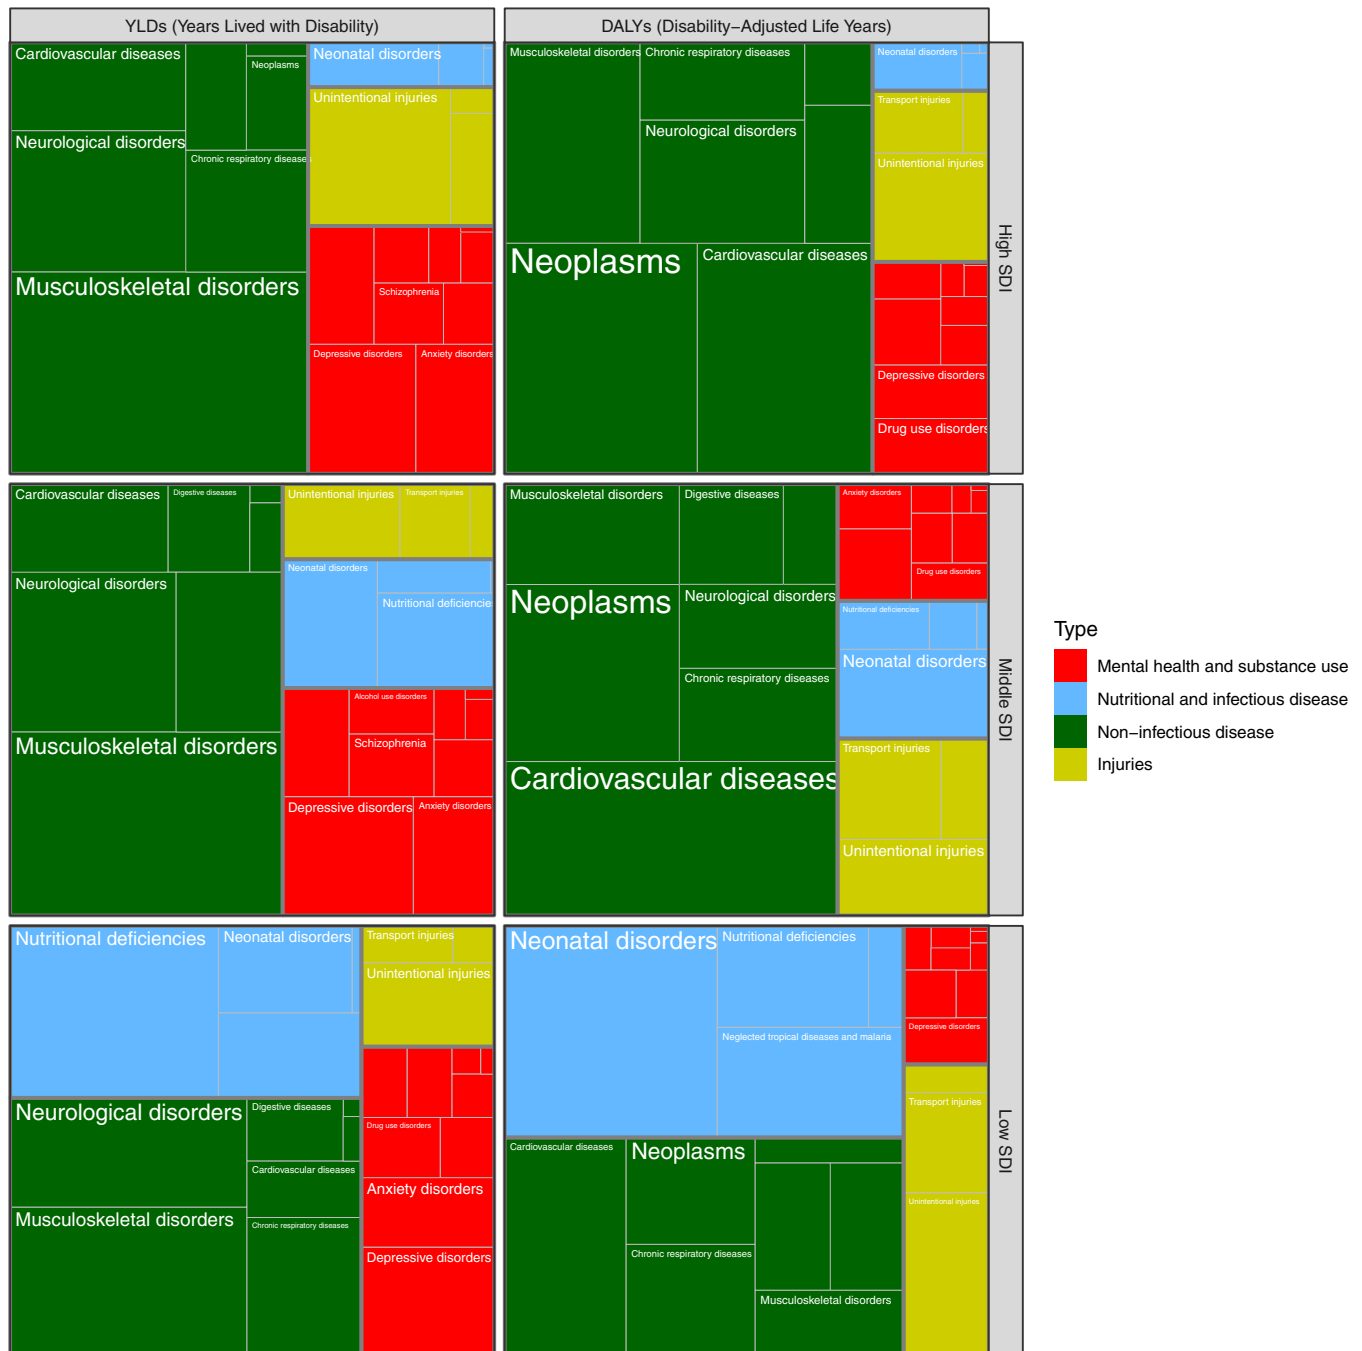 YLDs (Years Lived with Disability)
DALYs (Disability−Adjusted Life Years)
Cardiovascular diseases
Neoplasms
Neonatal disorders
Unintentional injuries
Neurological disorders
Chronic respiratory diseases
Musculoskeletal disorders
Schizophrenia
Depressive disorders
Anxiety disorders
Musculoskeletal disorders
Chronic respiratory diseases
Neonatal disorders
Transport injuries
Neurological disorders
Unintentional injuries
Neoplasms
Cardiovascular diseases
Depressive disorders
Drug use disorders
High SDI
Cardiovascular diseases
Digestive diseases
Unintentional injuries
Transport injuries
Neurological disorders
Neonatal disorders
Nutritional deficiencie
Musculoskeletal disorders
Alcohol use disorders
Schizophrenia
Depressive disorders
Anxiety disorders
Musculoskeletal disorders
Digestive diseases
Anxiety disorders
Neoplasms
Neurological disorders
Drug use disorders
Nutritional deficiencies
Neonatal disorders
Chronic respiratory diseases
Transport injuries
Cardiovascular diseases
Unintentional injuries
Middle SDI
Nutritional deficiencies
Neonatal disorders
Transport injuries
Unintentional injuries
Neurological disorders
Digestive diseases
Drug use disorders
Cardiovascular diseases
Anxiety disorders
Musculoskeletal disorders
Chronic respiratory diseases
Depressive disorders
Neonatal disorders
Nutritional deficiencies
Neglected tropical diseases and malaria
Depressive disorders
Transport injuries
Cardiovascular diseases
Neoplasms
Unintentional injuries
Chronic respiratory diseases
Musculoskeletal disorders
Low SDI
Type
Mental health and substance use
Nutritional and infectious disease
Non−infectious disease
Injuries